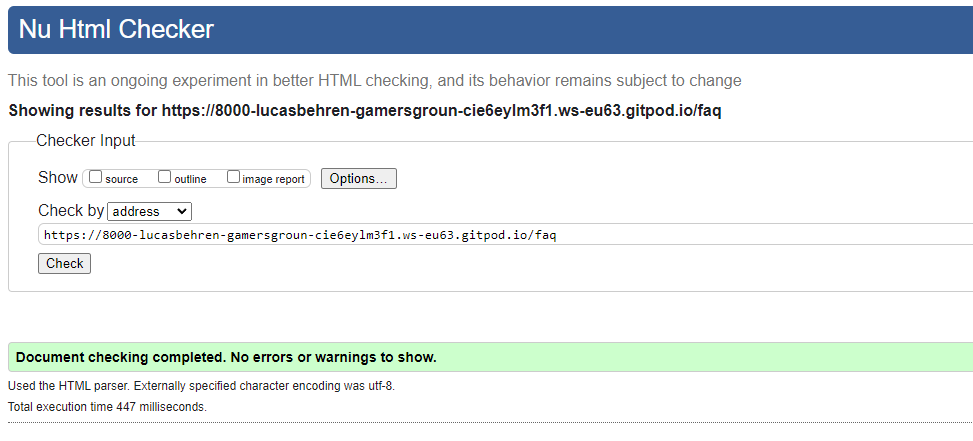 Nu Html Checker
This tool is an ongoing experiment in better HTML checking, and its behavior remains subject to change
Showing results for https://8000-lucasbehren-gamersgroun-cie6eylm3f1.ws-eu63.gitpod.io/faq
Checker Input
Show source outline image report Options...
Check by address
https://8000-lucasbehren-gamersgroun-cie6eylm3f1.ws-eu63.gitpod.io/faq
Check
Document checking completed. No errors or warnings to show.
Used the HTML parser. Externally specified character encoding was utf-8.
Total execution time 447 milliseconds.